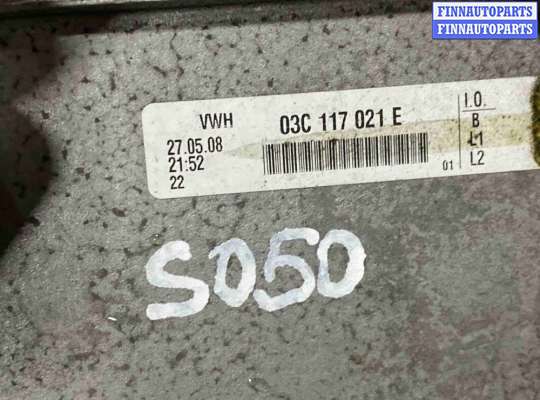 FINNAUTOPARTS
FINNAUTOPARTS
VWH 03C 117 021 E I.O.
27.05.08 B
21:52 L1
22 01 L2
S050